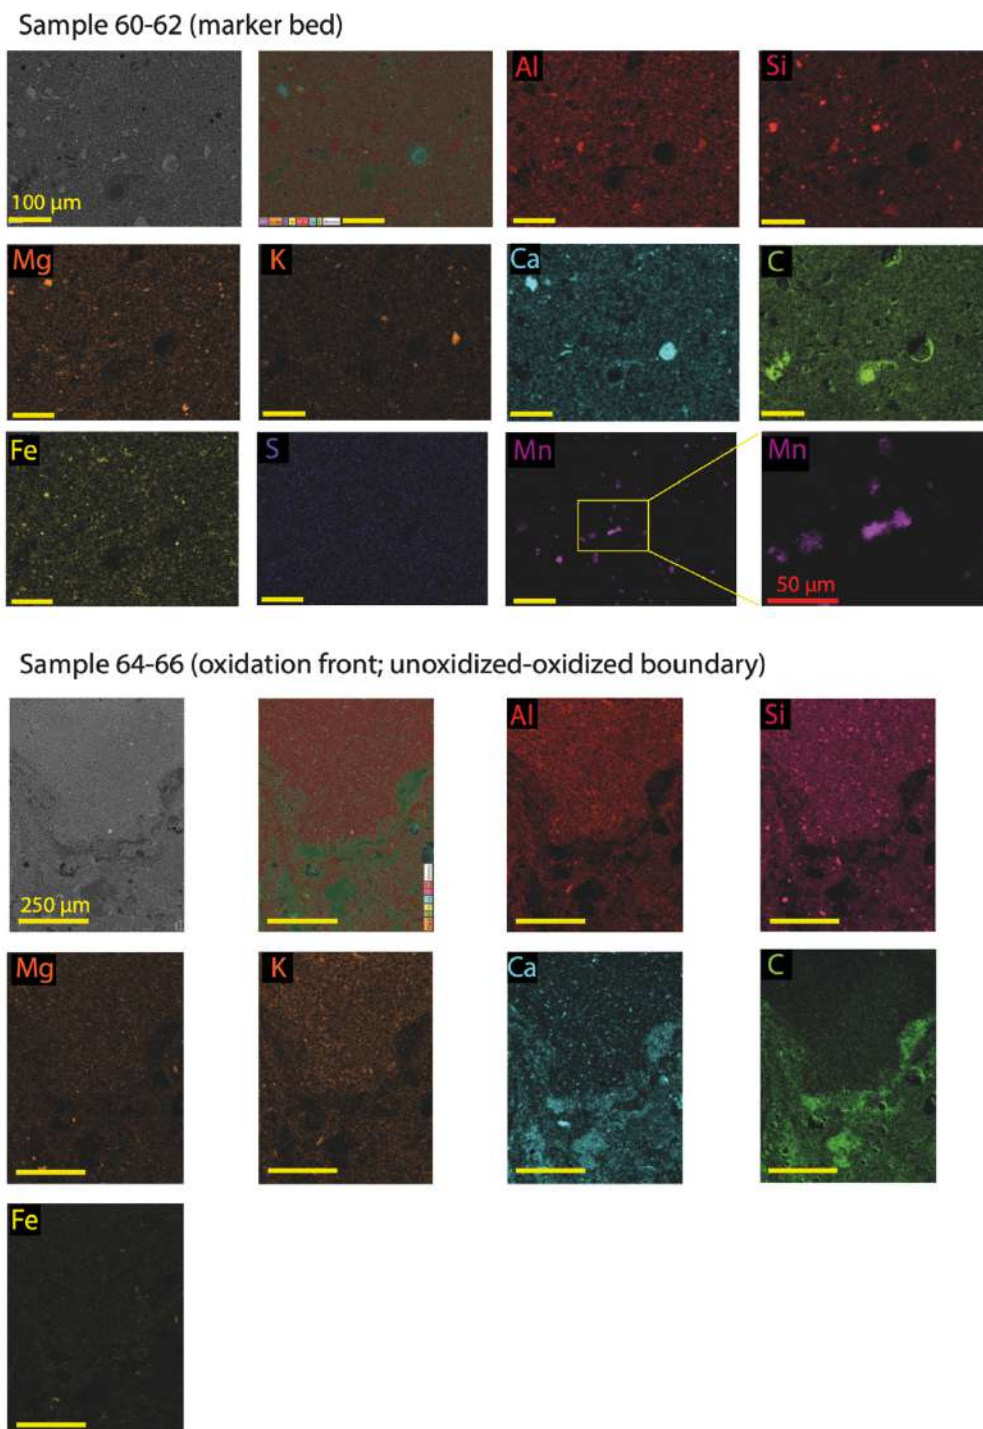 Sample 60-62 (marker bed)
Al
Si
100 µm
Mg
K
Ca
C
Fe
S
Mn
Mn
50 µm
Sample 64-66 (oxidation front; unoxidized-oxidized boundary)
Al
Si
250 µm
Mg
K
Ca
C
Fe